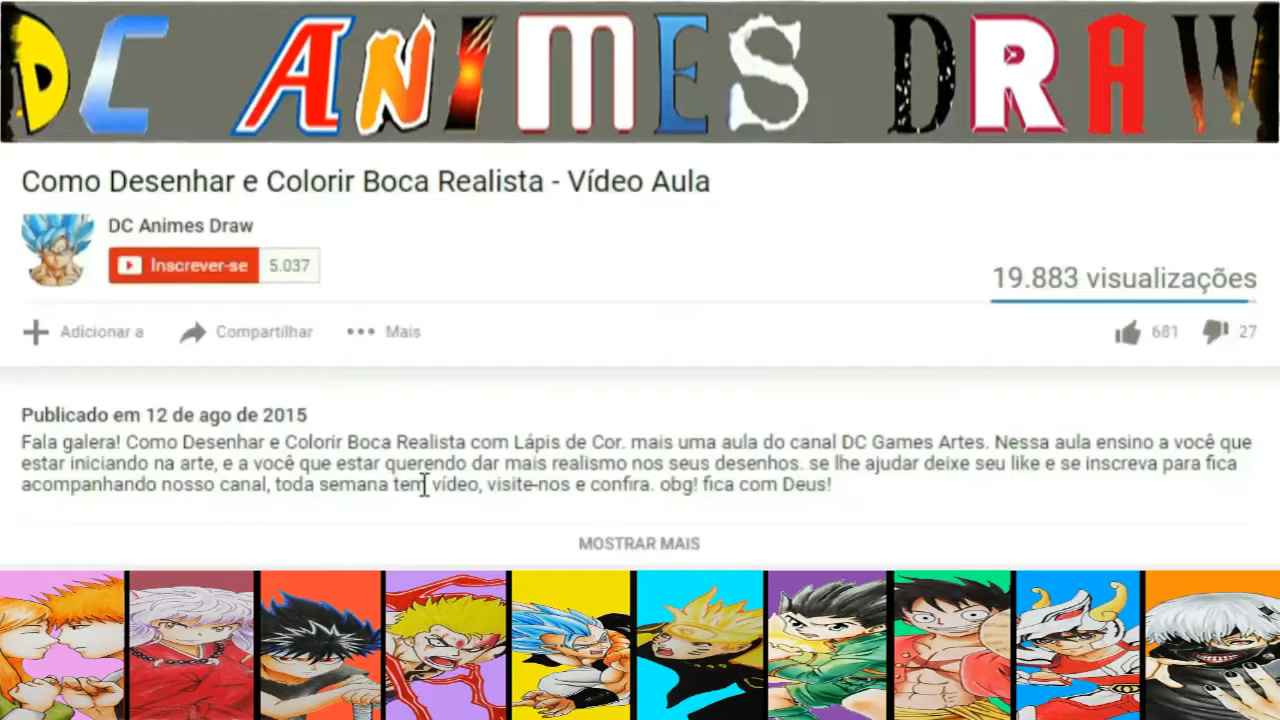 DC ANIMES DRAW
Como Desenhar e Colorir Boca Realista - Vídeo Aula
DC Animes Draw
Inscrever-se 5.037
19.883 visualizações
Adicionar a Compartilhar Mais 681 27
Publicado em 12 de ago de 2015
Fala galera! Como Desenhar e Colorir Boca Realista com Lápis de Cor. mais uma aula do canal DC Games Artes. Nessa aula ensino a você que
estar iniciando na arte, e a você que estar querendo dar mais realismo nos seus desenhos. se lhe ajudar deixe seu like e se inscreva para fica
acompanhando nosso canal, toda semana tem vídeo, visite-nos e confira. obg! fica com Deus!
MOSTRAR MAIS